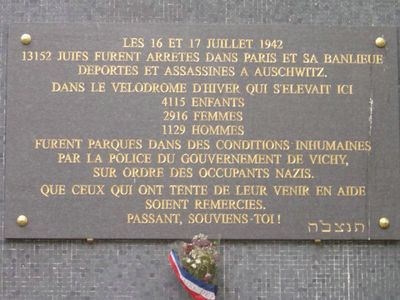 LES 16 ET 17 JUILLET 1942
13152 JUIFS FURENT ARRETES DANS PARIS ET SA BANLIEUE
DEPORTES ET ASSASSINES A AUSCHWITZ.
DANS LE VELODROME D'HIVER QUI S'ELEVAIT ICI
4115 ENFANTS
2916 FEMMES
1129 HOMMES
FURENT PARQUES DANS DES CONDITIONS INHUMAINES
PAR LA POLICE DU GOUVERNEMENT DE VICHY,
SUR ORDRE DES OCCUPANTS NAZIS.
QUE CEUX QUI ONT TENTE DE LEUR VENIR EN AIDE
SOIENT REMERCIES.
PASSANT, SOUVIENS-TOI !